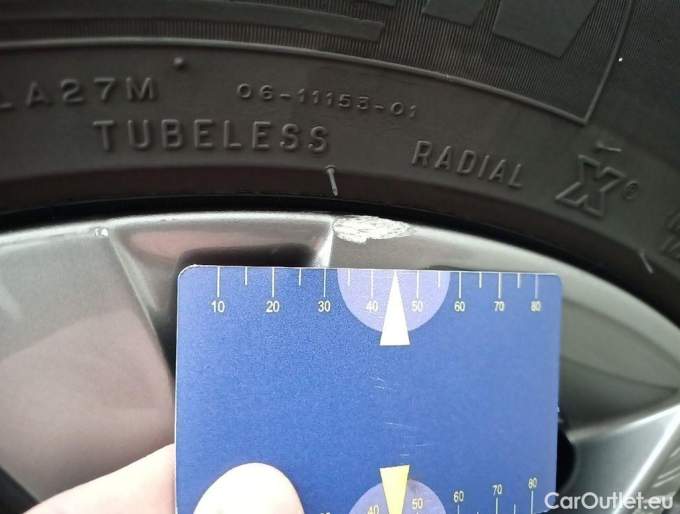 LA27M 06-11153-01
TUBELESS RADIAL X®
10 20 30 40 50 60 70 80
40 50 60 70 80
CarOutlet.eu